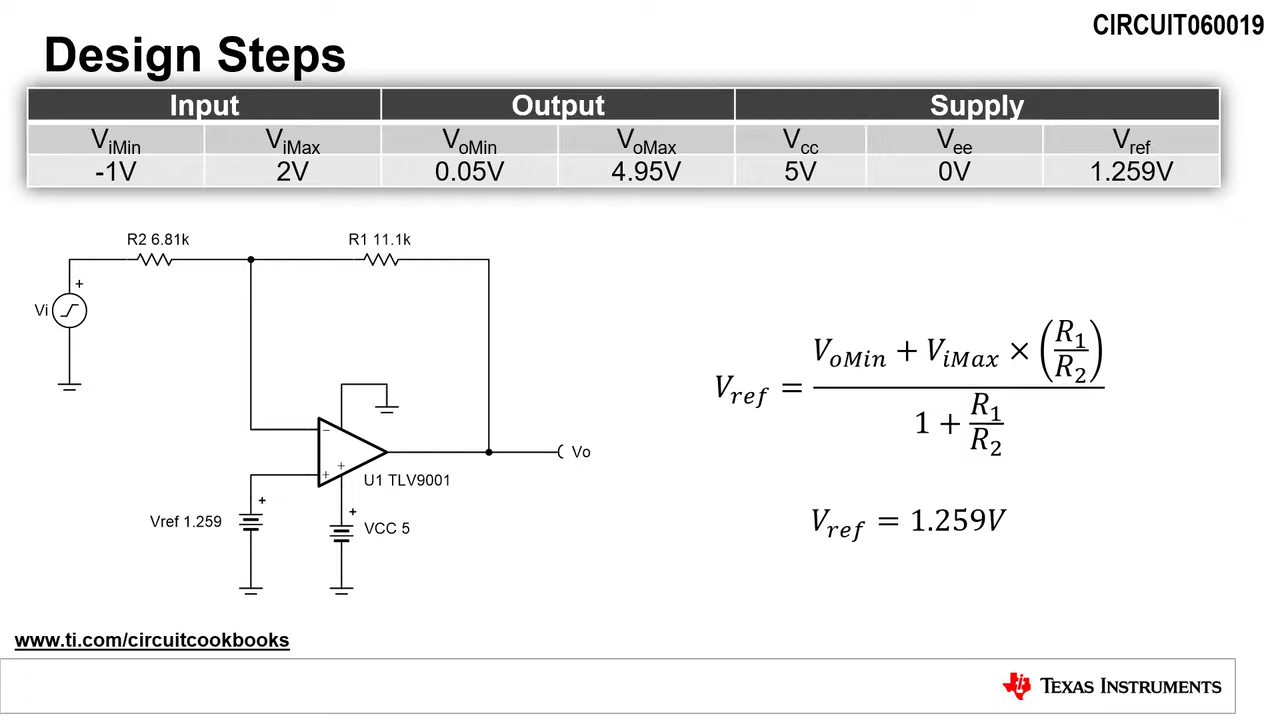 CIRCUIT060019
Design Steps
Input Output Supply
ViMin ViMax VoMin VoMax Vcc Vee Vref
-1V 2V 0.05V 4.95V 5V 0V 1.259V
R2 6.81k R1 11.1k
+
Vi
−
+
+
U1 TLV9001
Vo
+
Vref 1.259
+
VCC 5
Vref = (VoMin + ViMax × (R1/R2)) / (1 + R1/R2)
Vref = 1.259V
www.ti.com/circuitcookbooks
TEXAS INSTRUMENTS